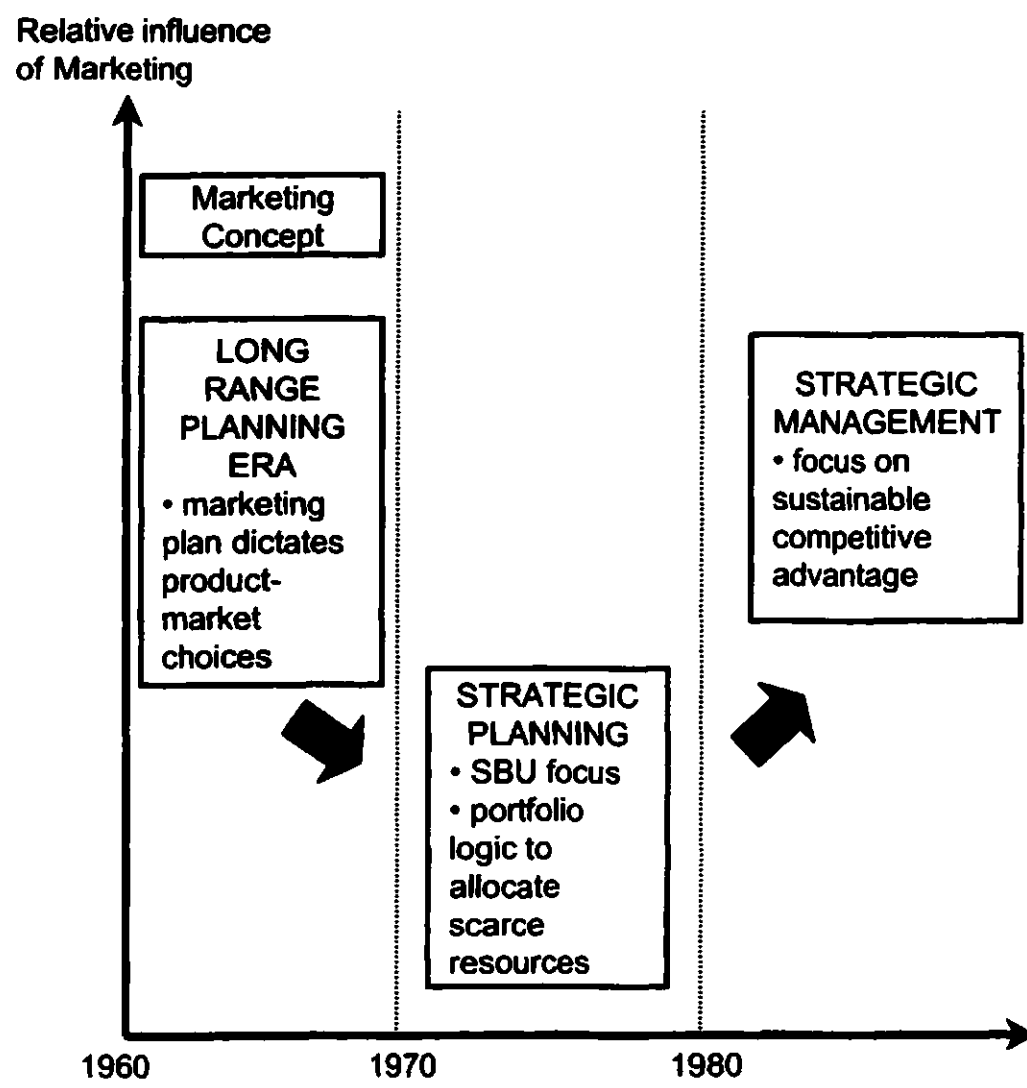 Relative influence
of Marketing
Marketing
Concept
LONG
RANGE
PLANNING
ERA
• marketing
plan dictates
product-
market
choices
STRATEGIC
PLANNING
• SBU focus
• portfolio
logic to
allocate
scarce
resources
STRATEGIC
MANAGEMENT
• focus on
sustainable
competitive
advantage
1960
1970
1980